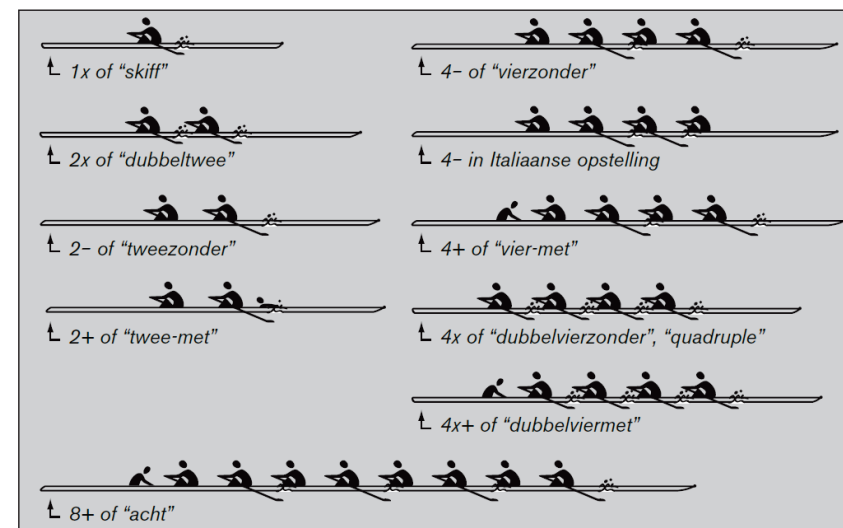 1x of “skiff”
2x of “dubbeltwee”
2– of “tweezonder”
2+ of “twee-met”
4– of “vierzonder”
4– in Italiaanse opstelling
4+ of “vier-met”
4x of “dubbelvierzonder”, “quadruple”
4x+ of “dubbelviermet”
8+ of “acht”